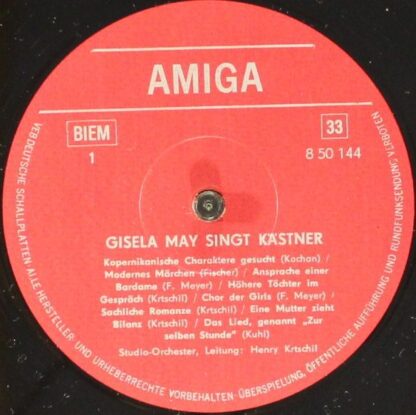 AMIGA
BIEM
33
1
8 50 144
GISELA MAY SINGT KÄSTNER
Kopernikanische Charaktere gesucht (Kochan) /
Modernes Märchen (Fischer) / Ansprache einer
Bardame (F. Meyer) / Höhere Töchter im
Gespräch (Krtschil) / Chor der Girls (F. Meyer) /
Sachliche Romanze (Krtschil) / Eine Mutter zieht
Bilanz (Krtschil) / Das Lied, genannt „Zur
selben Stunde" (Kuhl)
Studio-Orchester, Leitung: Henry Krtschil
VEB DEUTSCHE SCHALLPLATTEN ALLE HERSTELLER- UND URHEBERRECHTE VORBEHALTEN · ÜBERSPIELUNG, ÖFFENTLICHE AUFFÜHRUNG UND RUNDFUNKSENDUNG VERBOTEN